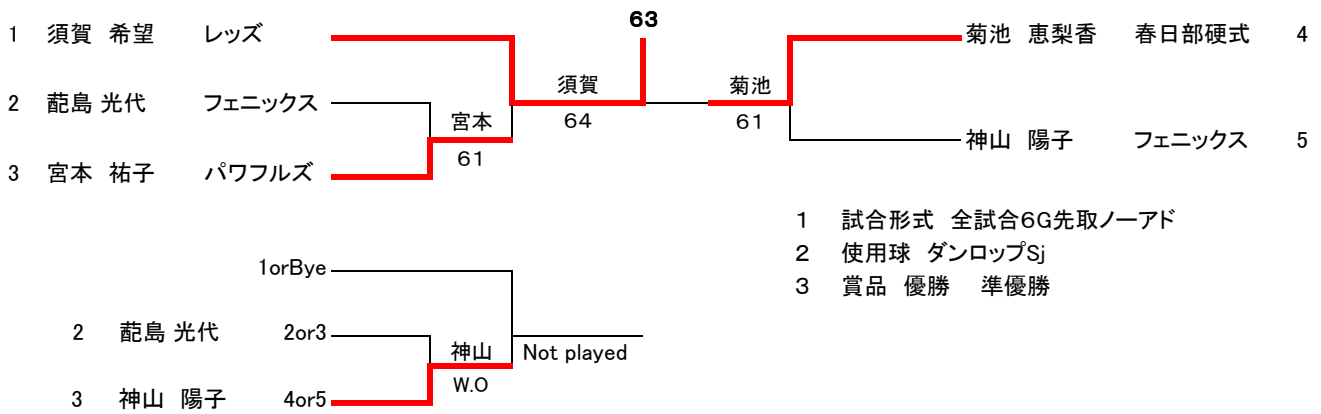 63
1 須賀 希望 レッズ 菊池 恵梨香 春日部硬式 4
須賀 菊池
2 蓜島 光代 フェニックス
宮本 64 61
神山 陽子 フェニックス 5
61
3 宮本 祐子 パワフルズ
1 試合形式 全試合6G先取ノーアド
2 使用球 ダンロップSj
1orBye
3 賞品 優勝 準優勝
2 蓜島 光代 2or3
神山 Not played
W.O
3 神山 陽子 4or5